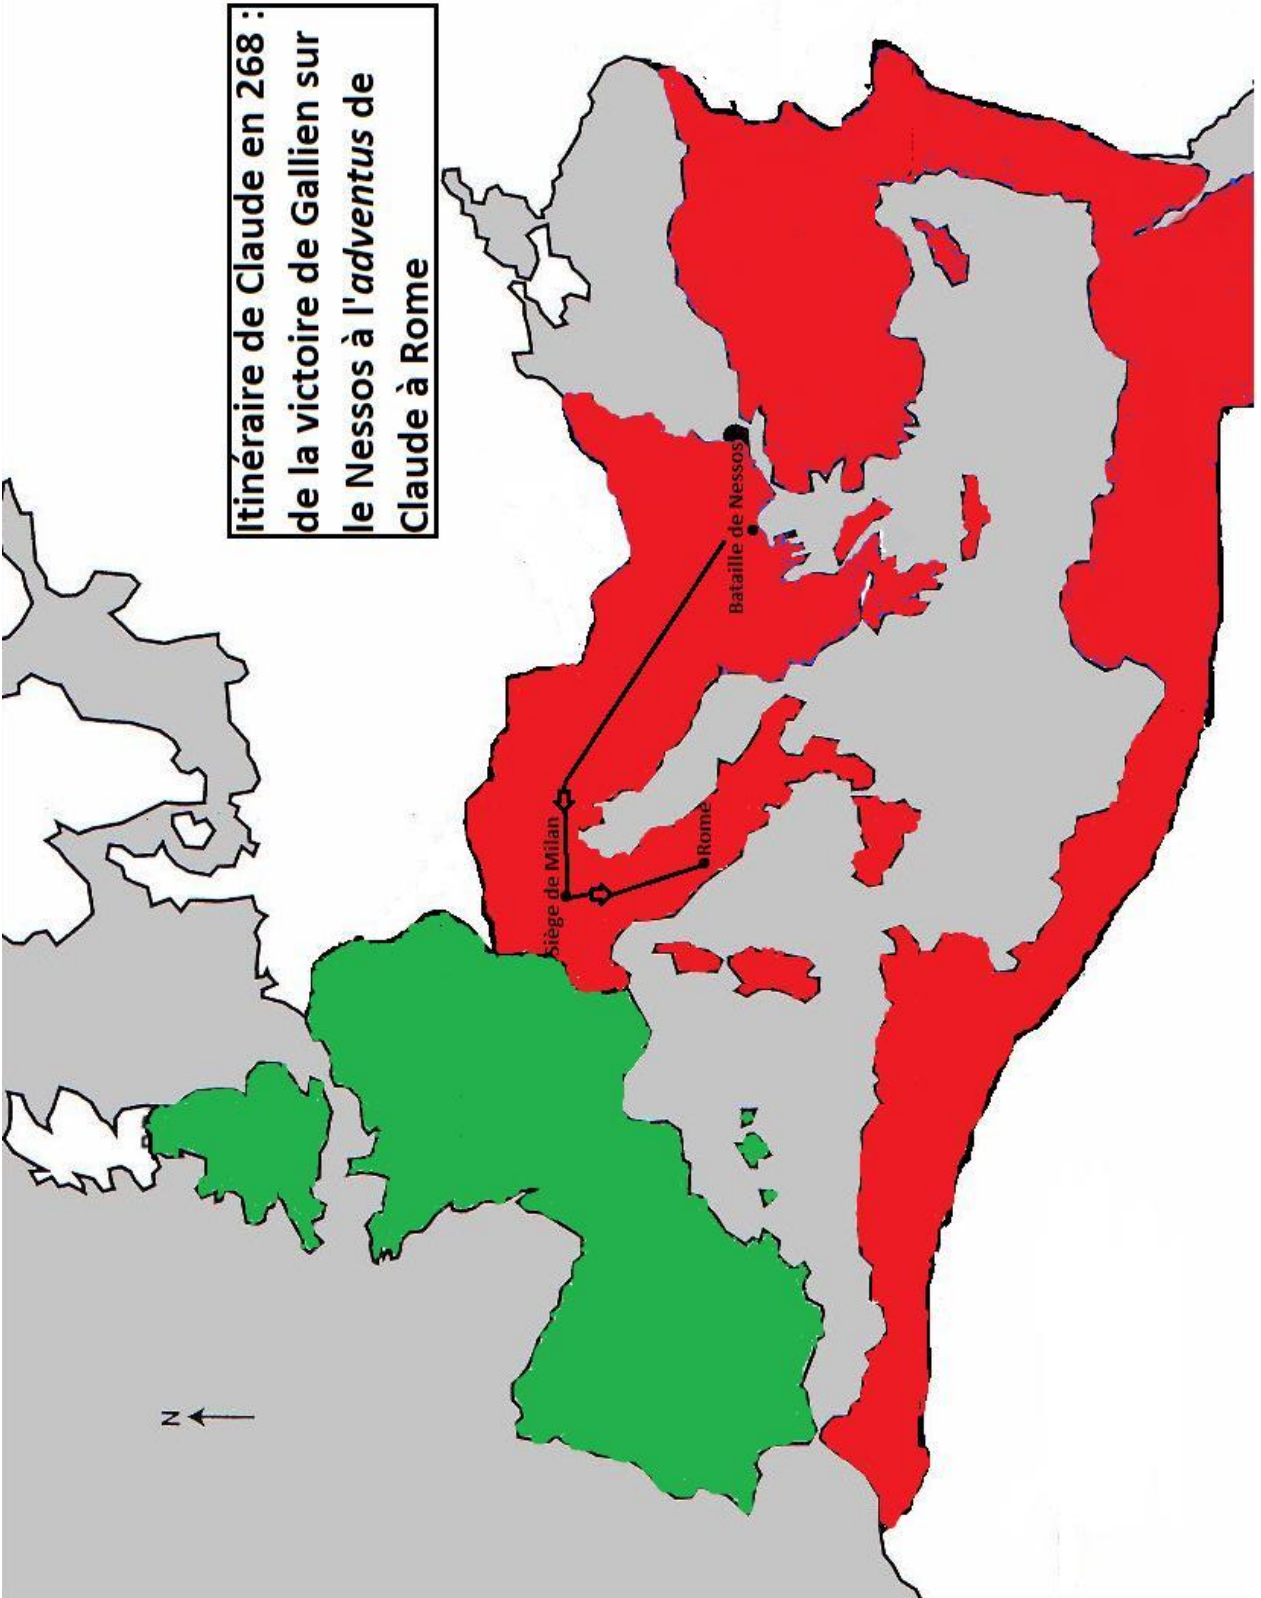 Itinéraire de Claude en 268 :
de la victoire de Gallien sur
le Nessos à l'adventus de
Claude à Rome
Bataille de Nessos
Siège de Milan
Rome
N